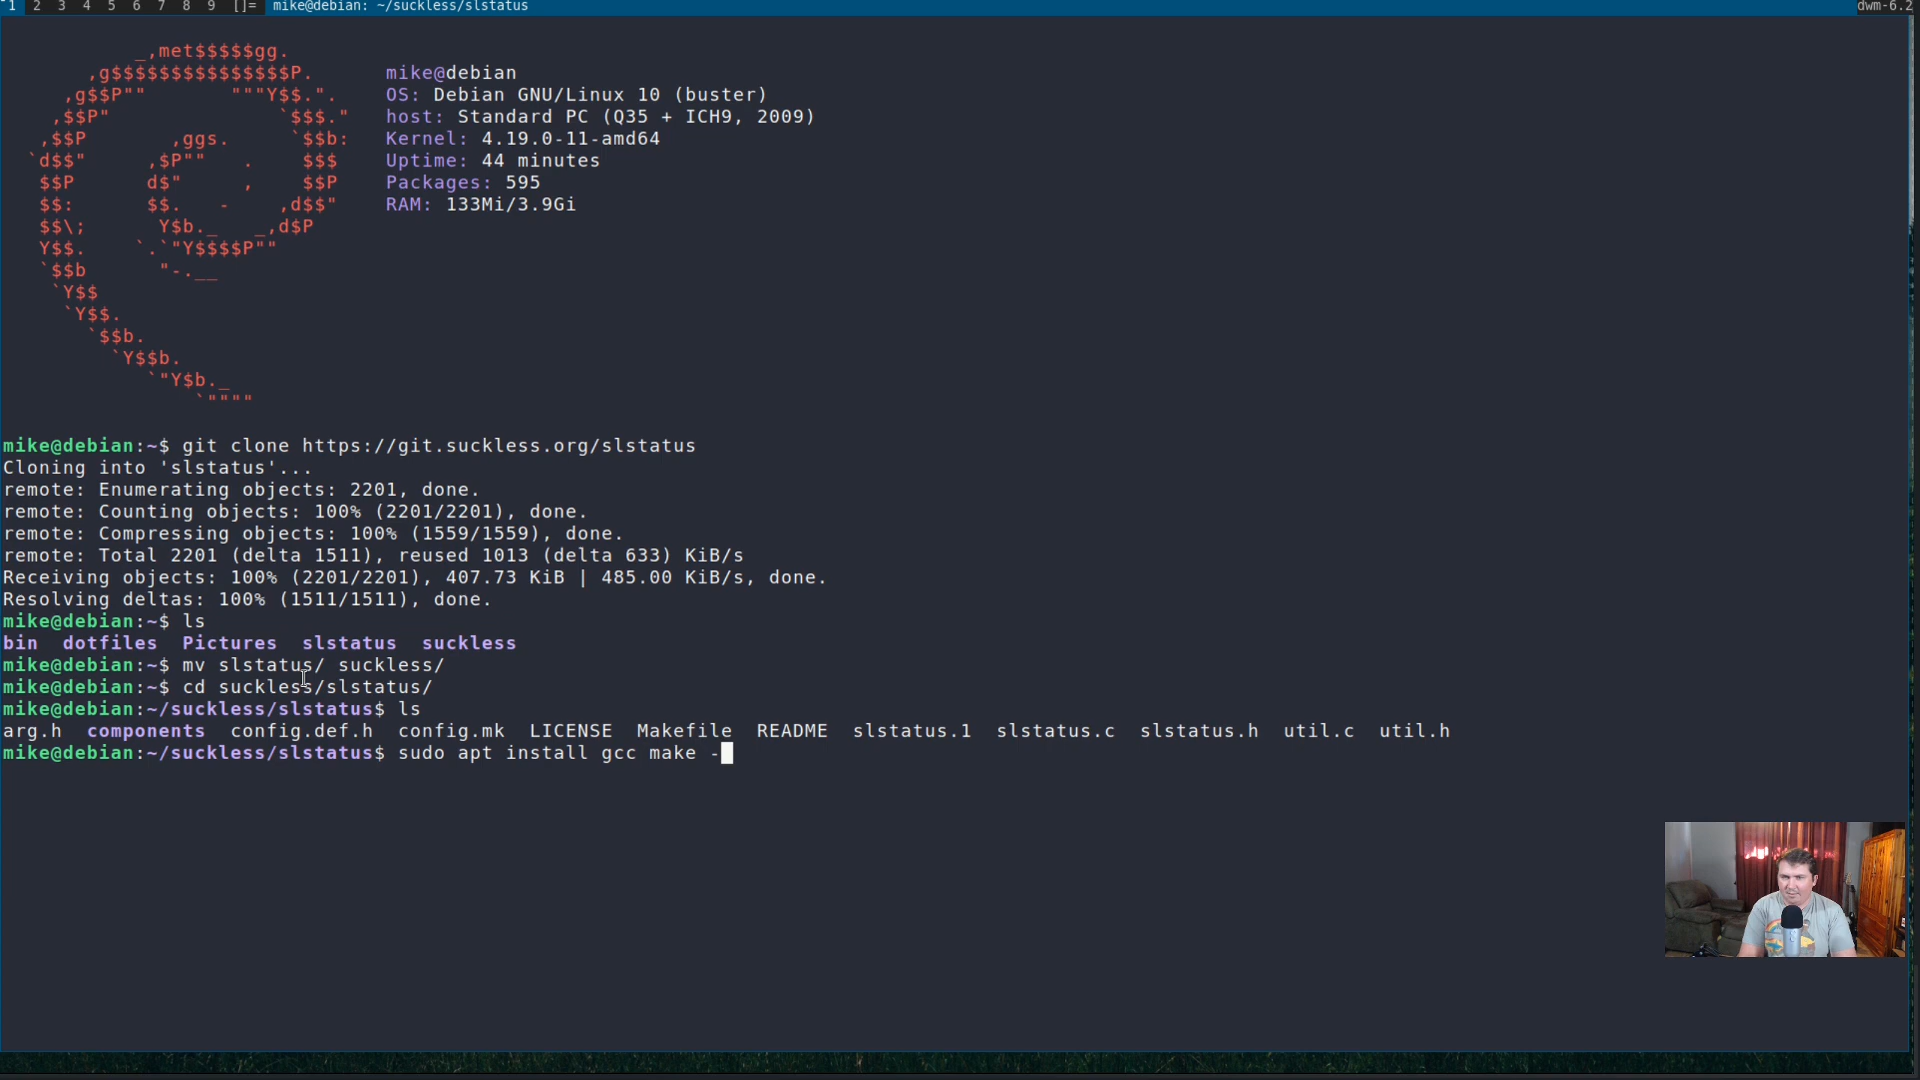 1 2 3 4 5 6 7 8 9 []= mike@debian: ~/suckless/slstatus dwm-6.2
_,met$$$$$gg.
,g$$$$$$$$$$$$$$$P. mike@debian
,g$$P"" """Y$$.". OS: Debian GNU/Linux 10 (buster)
,$$P" `$$$." host: Standard PC (Q35 + ICH9, 2009)
,$$P ,ggs. `$$b: Kernel: 4.19.0-11-amd64
`d$$" ,$P"" . $$$ Uptime: 44 minutes
$$P d$" , $$P Packages: 595
$$: $$. - ,d$$" RAM: 133Mi/3.9Gi
$$\; Y$b._ _,d$P
Y$$. `.`"Y$$$$P""
`$$b "-.__
`Y$$
`Y$$.
`$$b.
`Y$$b.
`"Y$b._
`""""
mike@debian:~$ git clone https://git.suckless.org/slstatus
Cloning into 'slstatus'...
remote: Enumerating objects: 2201, done.
remote: Counting objects: 100% (2201/2201), done.
remote: Compressing objects: 100% (1559/1559), done.
remote: Total 2201 (delta 1511), reused 1013 (delta 633) KiB/s
Receiving objects: 100% (2201/2201), 407.73 KiB | 485.00 KiB/s, done.
Resolving deltas: 100% (1511/1511), done.
mike@debian:~$ ls
bin dotfiles Pictures slstatus suckless
mike@debian:~$ mv slstatus/ suckless/
mike@debian:~$ cd suckless/slstatus/
mike@debian:~/suckless/slstatus$ ls
arg.h components config.def.h config.mk LICENSE Makefile README slstatus.1 slstatus.c slstatus.h util.c util.h
mike@debian:~/suckless/slstatus$ sudo apt install gcc make -